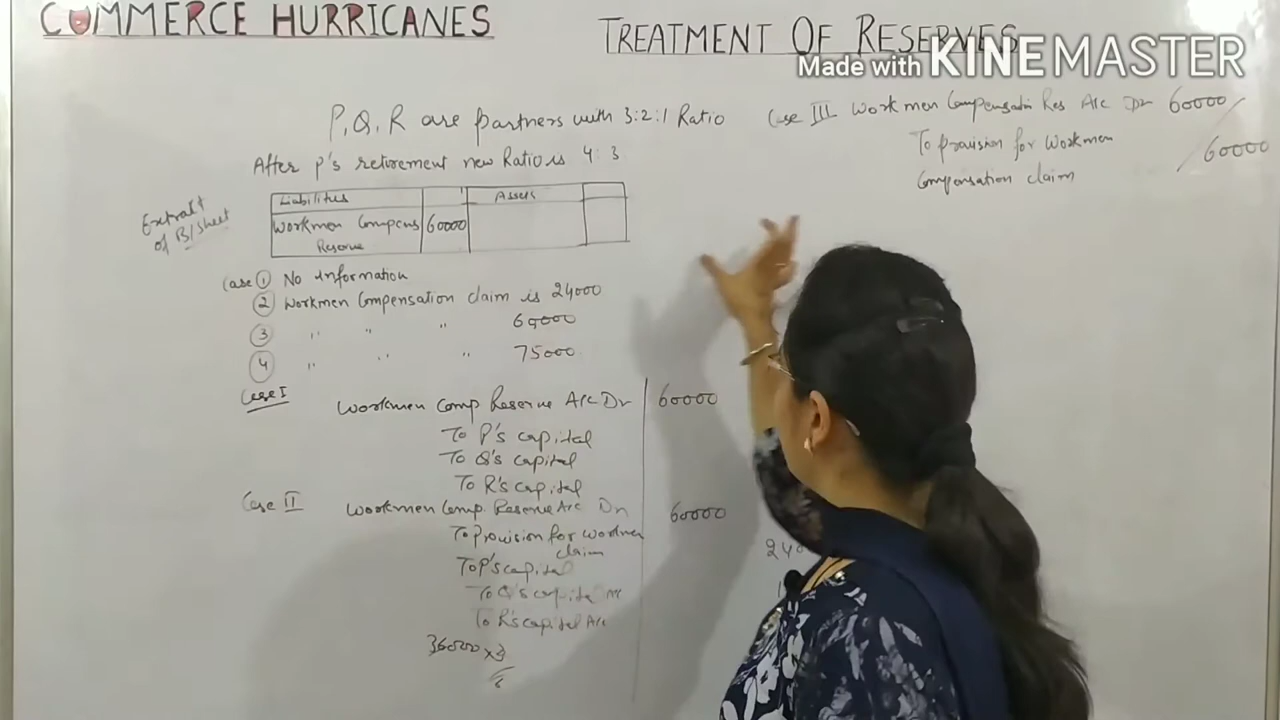 COMMERCE HURRICANES
TREATMENT OF RESERVES
Made with KINEMASTER
P, Q, R are partners with 3:2:1 Ratio
After P's retirement new Ratio is 4:3
Extract of B/Sheet
Liabilities Assets
Workmen Compens 60000
Reserve
Case ① No information
② Workmen Compensation claim is 24000
③ " " " 60000
④ " " " 75000
Case I Workmen Comp Reserve A/c Dr 60000
To P's capital
To Q's capital
To R's capital
Case II Workmen Comp. Reserve A/c Dr 60000
To Provision for Workmen
claim
To P's capital
To Q's capital A/c
To R's capital A/c
36000 × 3
6
Case III Workmen Compensation Res A/c Dr 60000
To provision for Workmen 60000
Compensation claim